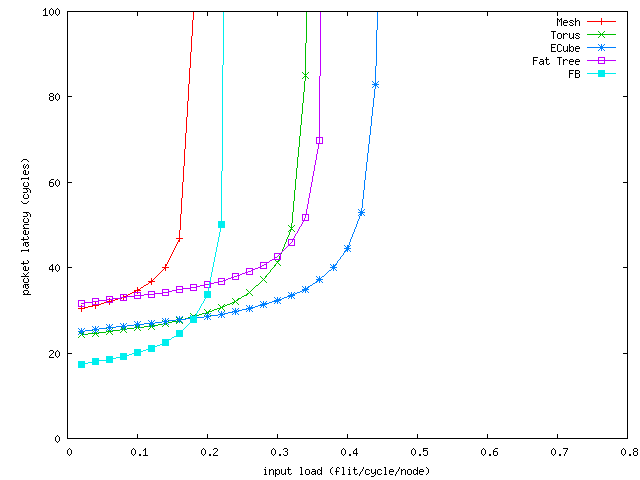 100
80
60
40
20
0
packet latency (cycles)
Mesh
Torus
ECube
Fat Tree
FB
0 0.1 0.2 0.3 0.4 0.5 0.6 0.7 0.8
input load (flit/cycle/node)